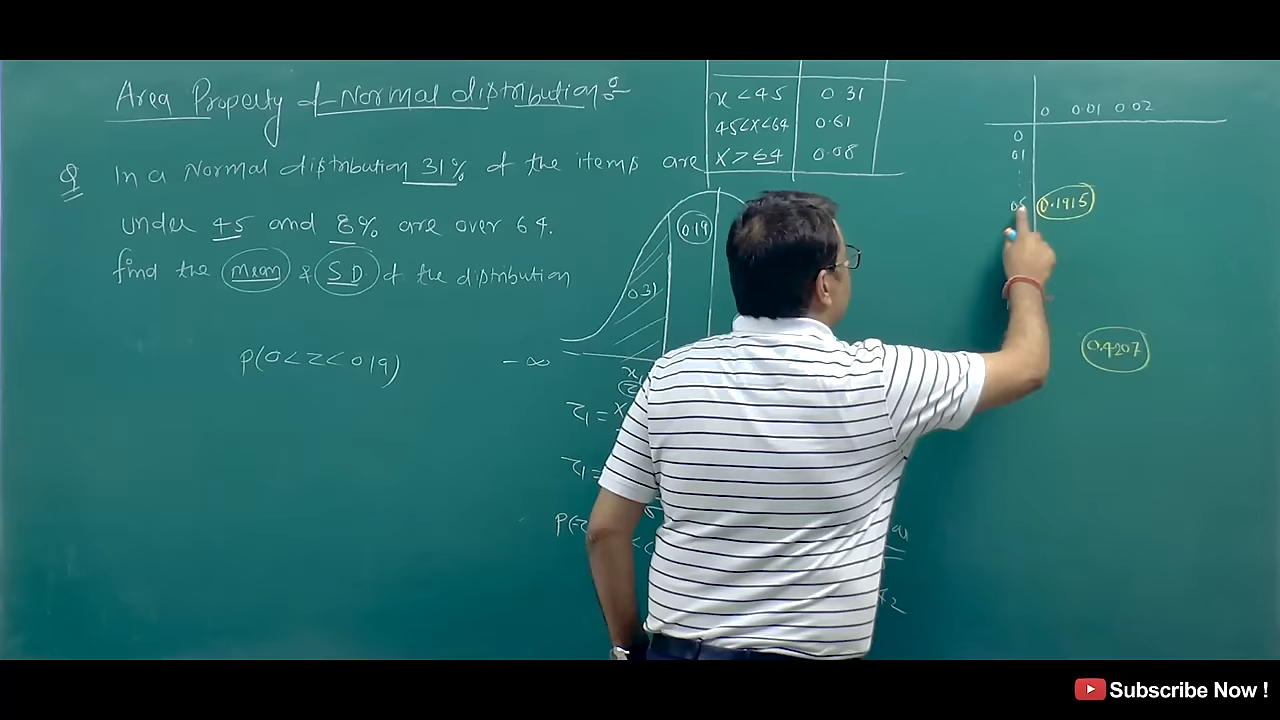 Area Property of Normal distribution:
Q In a Normal distribution 31% of the items are
under 45 and 8% are over 64.
find the mean & S.D. of the distribution
P(0<Z<0.19)
x<45 0.31
45<x<64 0.61
x>64 0.08
0.19
0.31
-∞
0 0.01 0.02
0
0.1
0.5 0.1915
0.4207
Subscribe Now !